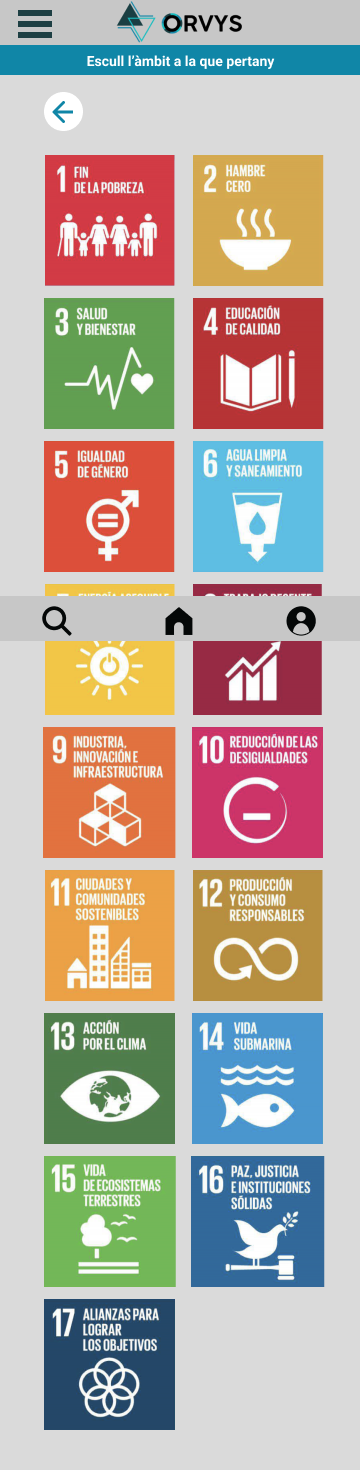 ORVYS
Escull l'àmbit a la que pertany
1 FIN
DE LA POBREZA
2 HAMBRE
CERO
3 SALUD
Y BIENESTAR
4 EDUCACIÓN
DE CALIDAD
5 IGUALDAD
DE GÉNERO
6 AGUA LIMPIA
Y SANEAMIENTO
9 INDUSTRIA,
INNOVACIÓN E
INFRAESTRUCTURA
10 REDUCCIÓN DE LAS
DESIGUALDADES
11 CIUDADES Y
COMUNIDADES
SOSTENIBLES
12 PRODUCCIÓN
Y CONSUMO
RESPONSABLES
13 ACCIÓN
POR EL CLIMA
14 VIDA
SUBMARINA
15 VIDA
DE ECOSISTEMAS
TERRESTRES
16 PAZ, JUSTICIA
E INSTITUCIONES
SÓLIDAS
17 ALIANZAS PARA
LOGRAR
LOS OBJETIVOS